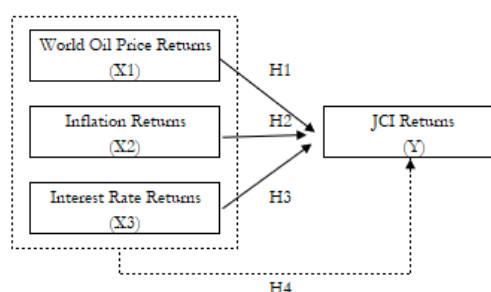 World Oil Price Returns
(X1)
H1
Inflation Returns
(X2)
H2
JCI Returns
(Y)
Interest Rate Returns
(X3)
H3
H4